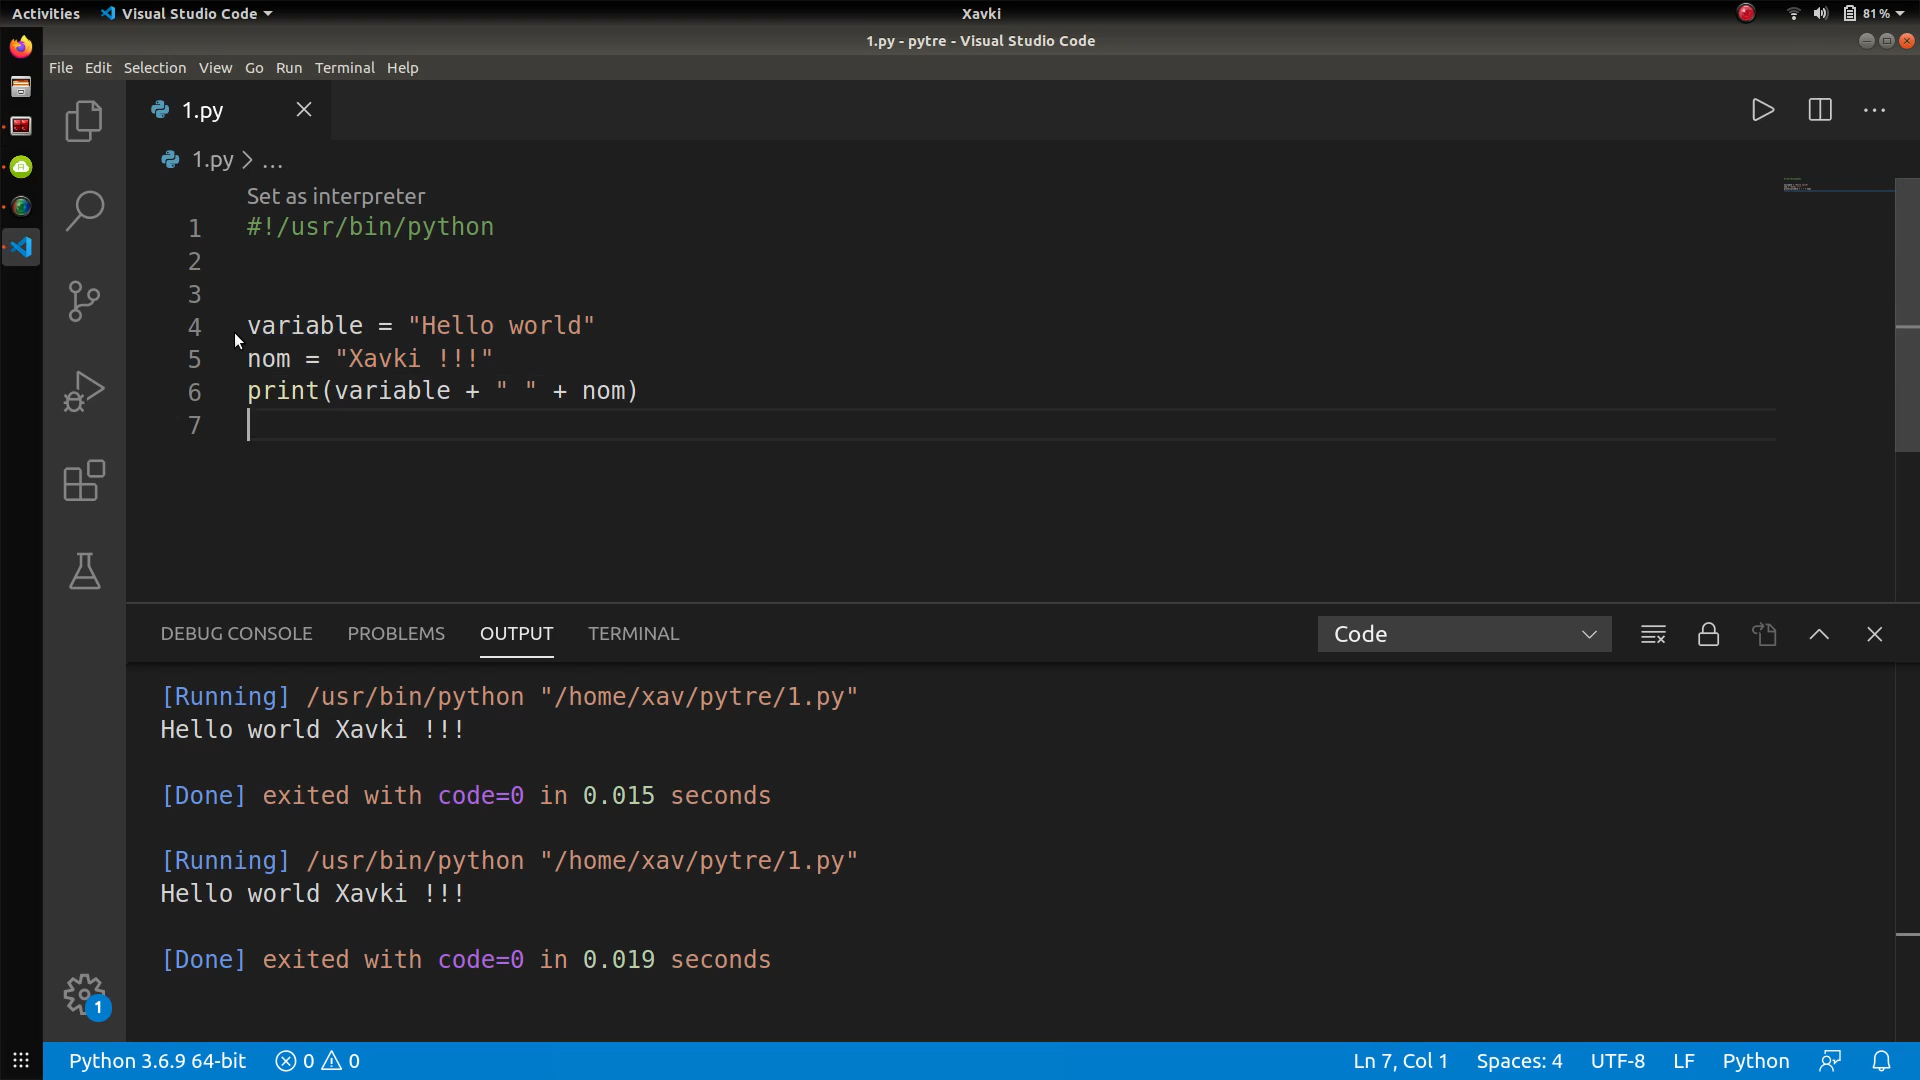 Activities Visual Studio Code Xavki 81 %
1.py - pytre - Visual Studio Code
File Edit Selection View Go Run Terminal Help
1.py
1.py > ...
Set as interpreter
1 #!/usr/bin/python
2
3
4 variable = "Hello world"
5 nom = "Xavki !!!"
6 print(variable + " " + nom)
7
DEBUG CONSOLE PROBLEMS OUTPUT TERMINAL Code
[Running] /usr/bin/python "/home/xav/pytre/1.py"
Hello world Xavki !!!
[Done] exited with code=0 in 0.015 seconds
[Running] /usr/bin/python "/home/xav/pytre/1.py"
Hello world Xavki !!!
[Done] exited with code=0 in 0.019 seconds
1
Python 3.6.9 64-bit 0 0 Ln 7, Col 1 Spaces: 4 UTF-8 LF Python